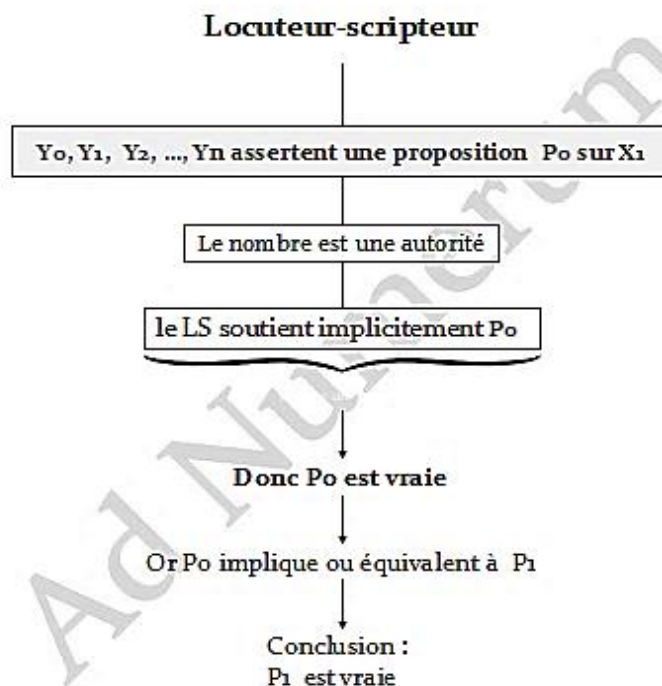 Locuteur-scripteur
Y0, Y1, Y2, ..., Yn assertent une proposition P0 sur X1
Le nombre est une autorité
le LS soutient implicitement P0
Donc P0 est vraie
Or P0 implique ou équivalent à P1
Conclusion :
P1 est vraie
Ad Numerum